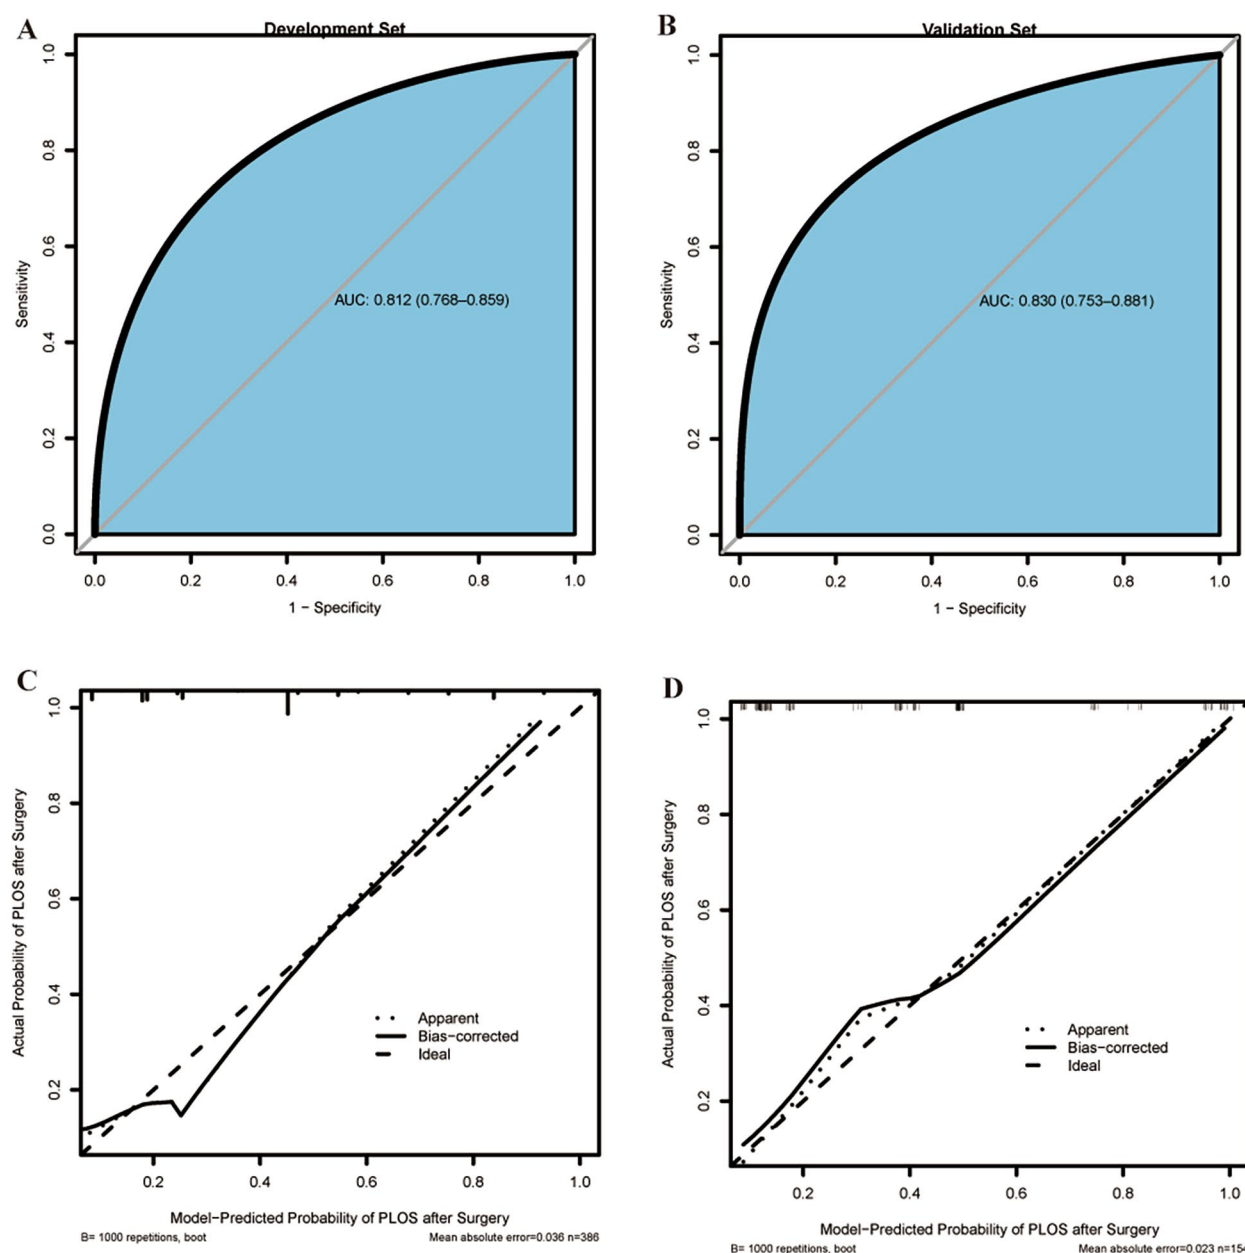 A
Development Set
1.0
0.8
0.6
0.4
0.2
0.0
Sensitivity
AUC: 0.812 (0.768–0.859)
0.0 0.2 0.4 0.6 0.8 1.0
1 − Specificity
B
Validation Set
1.0
0.8
0.6
0.4
0.2
0.0
Sensitivity
AUC: 0.830 (0.753–0.881)
0.0 0.2 0.4 0.6 0.8 1.0
1 − Specificity
C
1.0
0.8
0.6
0.4
0.2
Actual Probability of PLOS after Surgery
Apparent
Bias−corrected
Ideal
0.2 0.4 0.6 0.8 1.0
Model−Predicted Probability of PLOS after Surgery
B= 1000 repetitions, boot
Mean absolute error=0.036 n=386
D
1.0
0.8
0.6
0.4
0.2
Actual Probability of PLOS after Surgery
Apparent
Bias−corrected
Ideal
0.2 0.4 0.6 0.8 1.0
Model−Predicted Probability of PLOS after Surgery
B= 1000 repetitions, boot
Mean absolute error=0.023